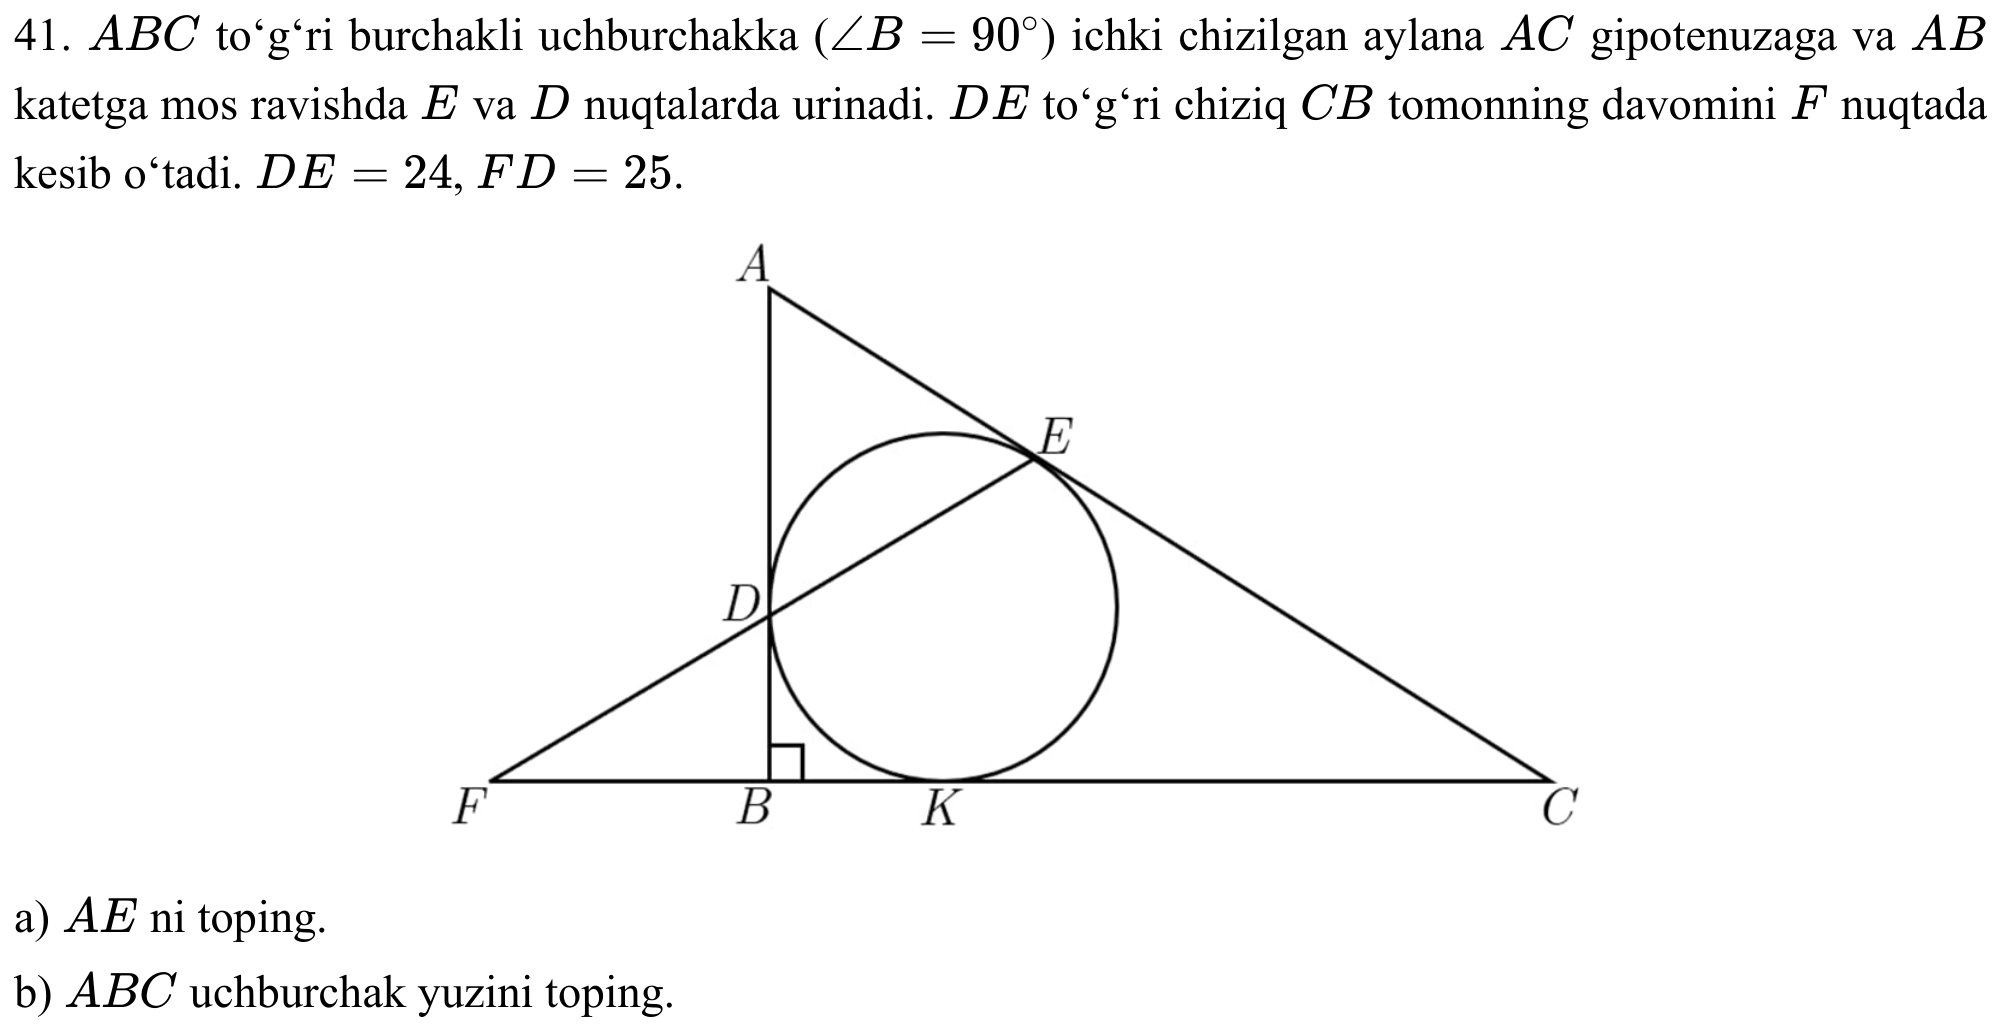 41. ABC to‘g‘ri burchakli uchburchakka (∠B = 90°) ichki chizilgan aylana AC gipotenuzaga va AB
katetga mos ravishda E va D nuqtalarda urinadi. DE to‘g‘ri chiziq CB tomonning davomini F nuqtada
kesib o‘tadi. DE = 24, FD = 25.
A
E
D
F B K C
a) AE ni toping.
b) ABC uchburchak yuzini toping.